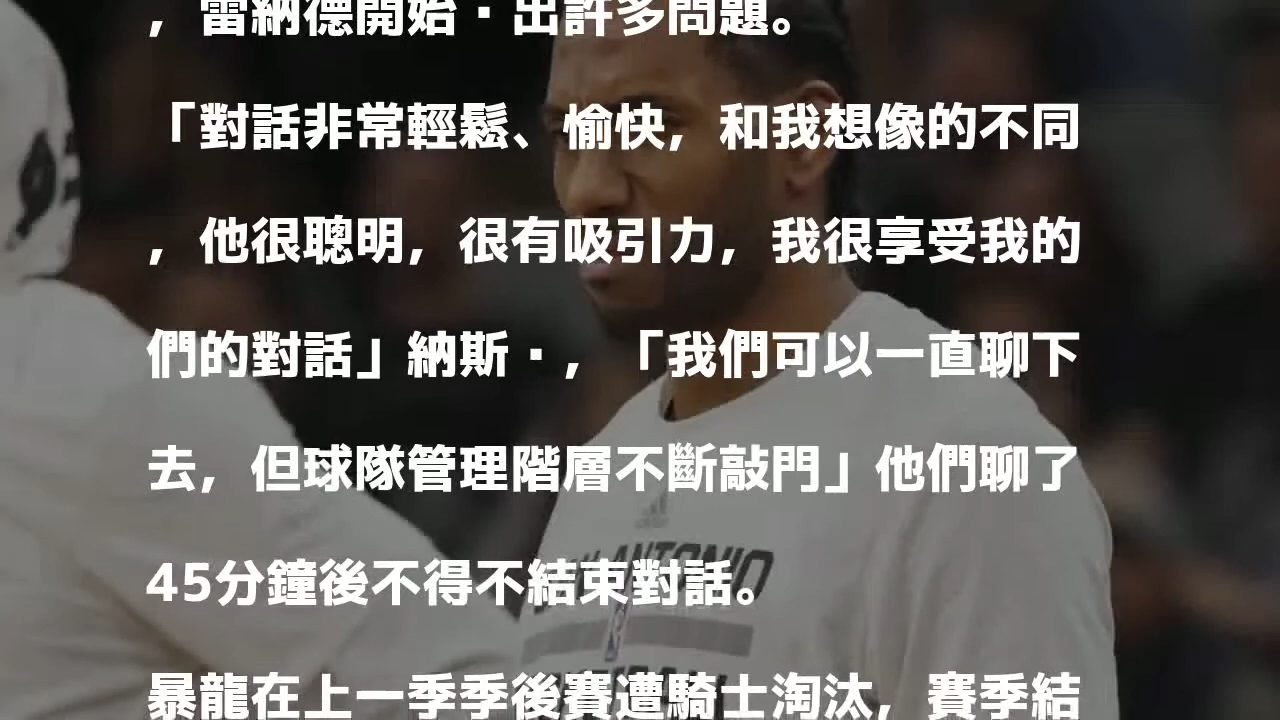 ，雷納德開始·出許多問題。
「對話非常輕鬆、愉快，和我想像的不同
，他很聰明，很有吸引力，我很享受我的
們的對話」納斯·，「我們可以一直聊下
去，但球隊管理階層不斷敲門」他們聊了
45分鐘後不得不結束對話。
暴龍在上一季季後賽遭騎士淘汰，賽季結
ANTONIO